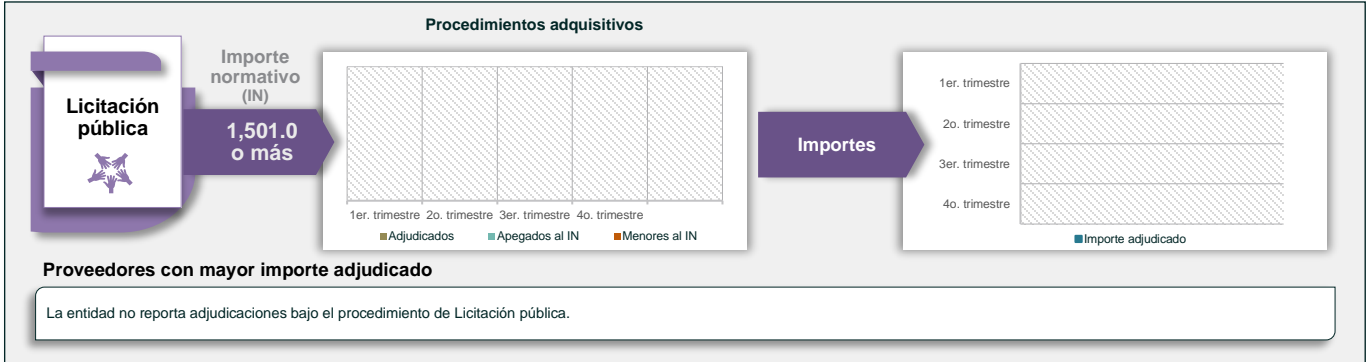 Procedimientos adquisitivos
Licitación
pública
Importe
normativo
(IN)
1,501.0
o más
1er. trimestre 2o. trimestre 3er. trimestre 4o. trimestre
Adjudicados Apegados al IN Menores al IN
Importes
1er. trimestre
2o. trimestre
3er. trimestre
4o. trimestre
Importe adjudicado
Proveedores con mayor importe adjudicado
La entidad no reporta adjudicaciones bajo el procedimiento de Licitación pública.